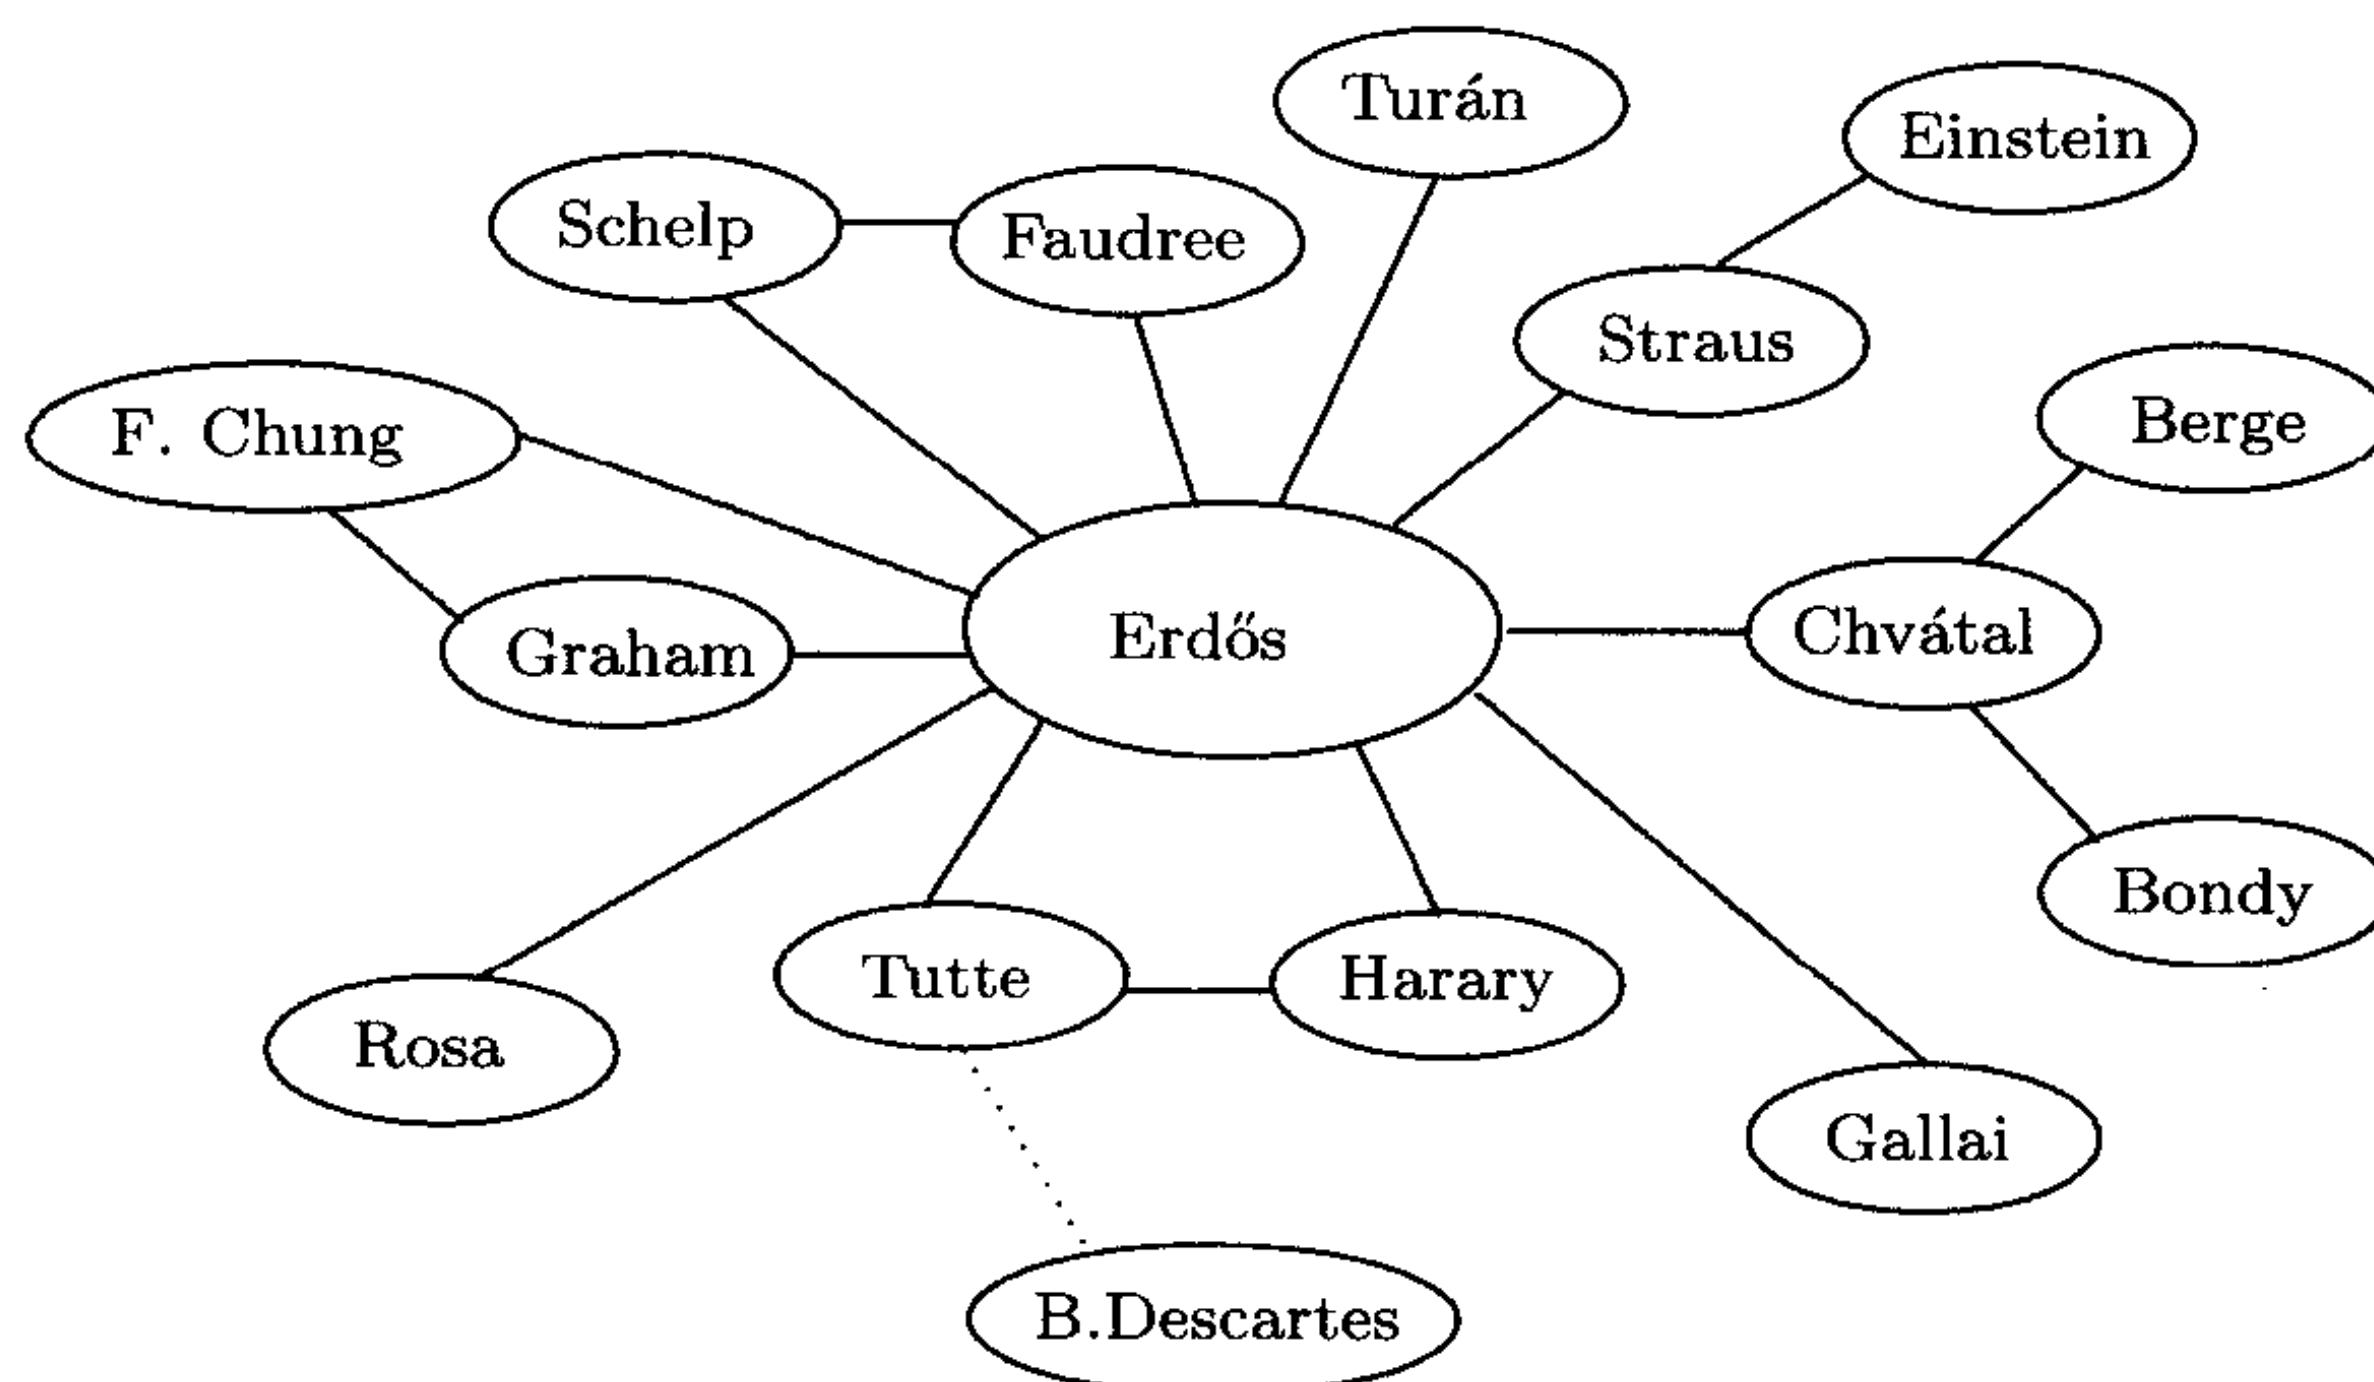 Turán
Einstein
Schelp
Faudree
Straus
Berge
F. Chung
Erdős
Chvátal
Graham
Bondy
Tutte
Harary
Rosa
Gallai
B.Descartes